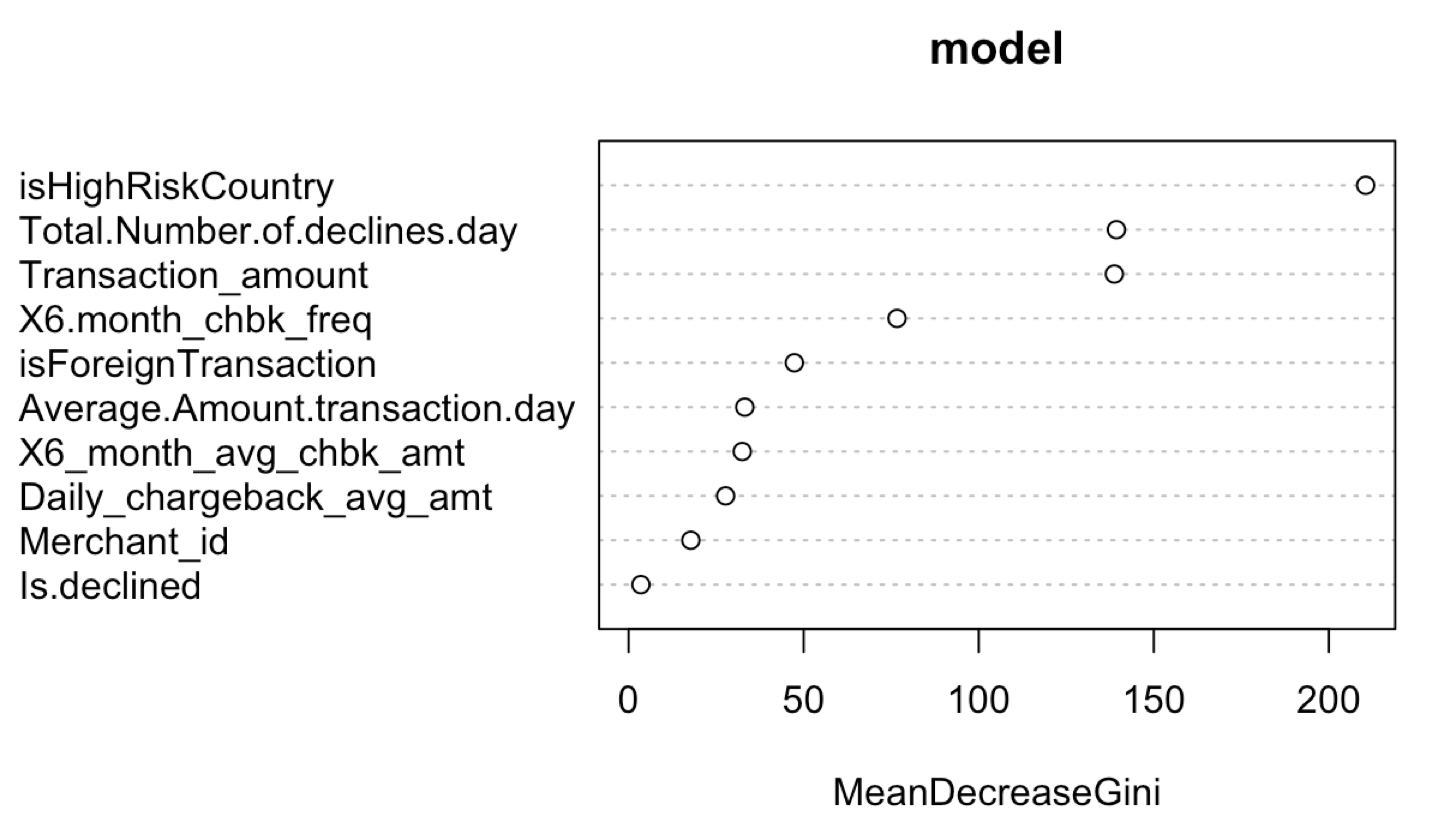 model
isHighRiskCountry
Total.Number.of.declines.day
Transaction_amount
X6.month_chbk_freq
isForeignTransaction
Average.Amount.transaction.day
X6_month_avg_chbk_amt
Daily_chargeback_avg_amt
Merchant_id
Is.declined
0 50 100 150 200
MeanDecreaseGini